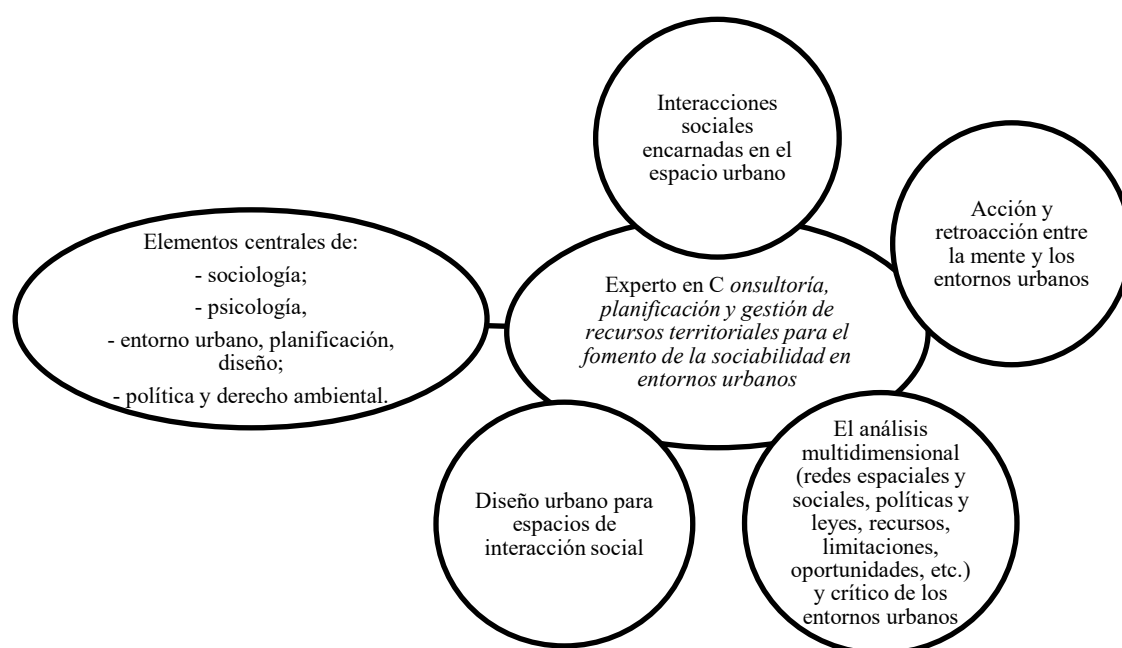 Interacciones
sociales
encarnadas en el
espacio urbano
Acción y
retroacción entre
la mente y los
entornos urbanos
Elementos centrales de:
- sociología;
- psicología,
- entorno urbano, planificación,
diseño;
- política y derecho ambiental.
Experto en C onsultoría,
planificación y gestión de
recursos territoriales para el
fomento de la sociabilidad en
entornos urbanos
Diseño urbano para
espacios de
interacción social
El análisis
multidimensional
(redes espaciales y
sociales, políticas y
leyes, recursos,
limitaciones,
oportunidades, etc.)
y crítico de los
entornos urbanos